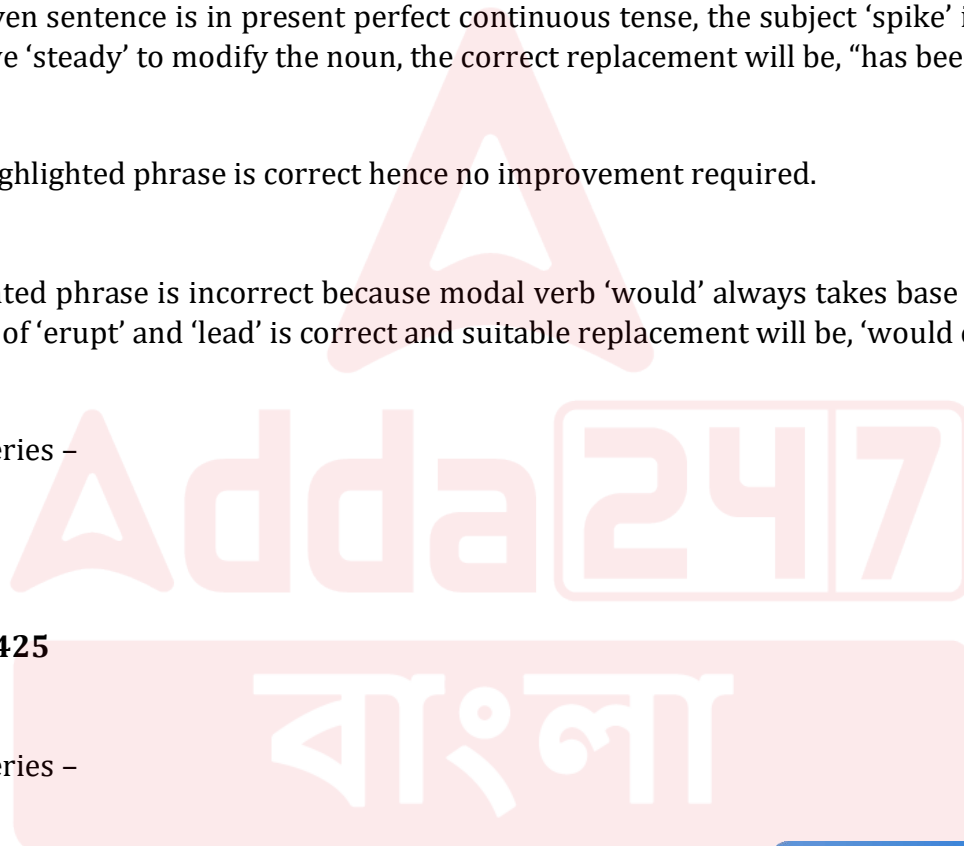 ven sentence is in present perfect continuous tense, the subject ‘spike’ i
ve ‘steady’ to modify the noun, the correct replacement will be, “has bee
ghlighted phrase is correct hence no improvement required.
nted phrase is incorrect because modal verb ‘would’ always takes base
of ‘erupt’ and ‘lead’ is correct and suitable replacement will be, ‘would
eries –
Adda247
425
বাংলা
eries –